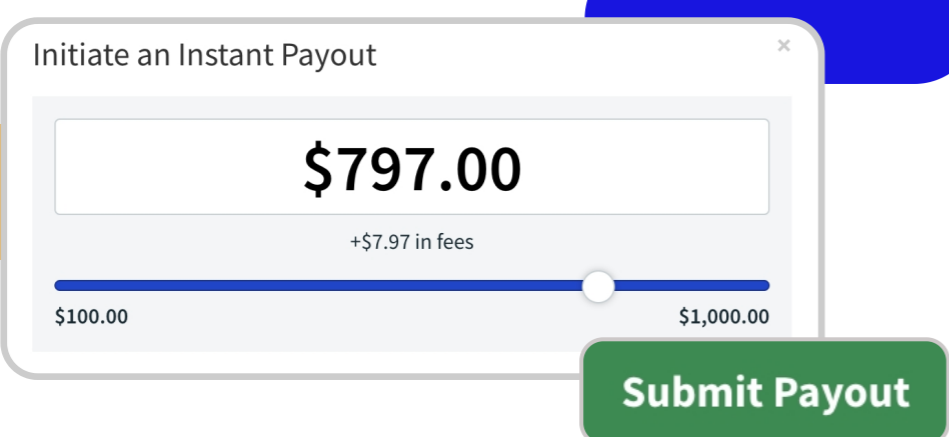 Initiate an Instant Payout
×
$797.00
+$7.97 in fees
$100.00 $1,000.00
Submit Payout